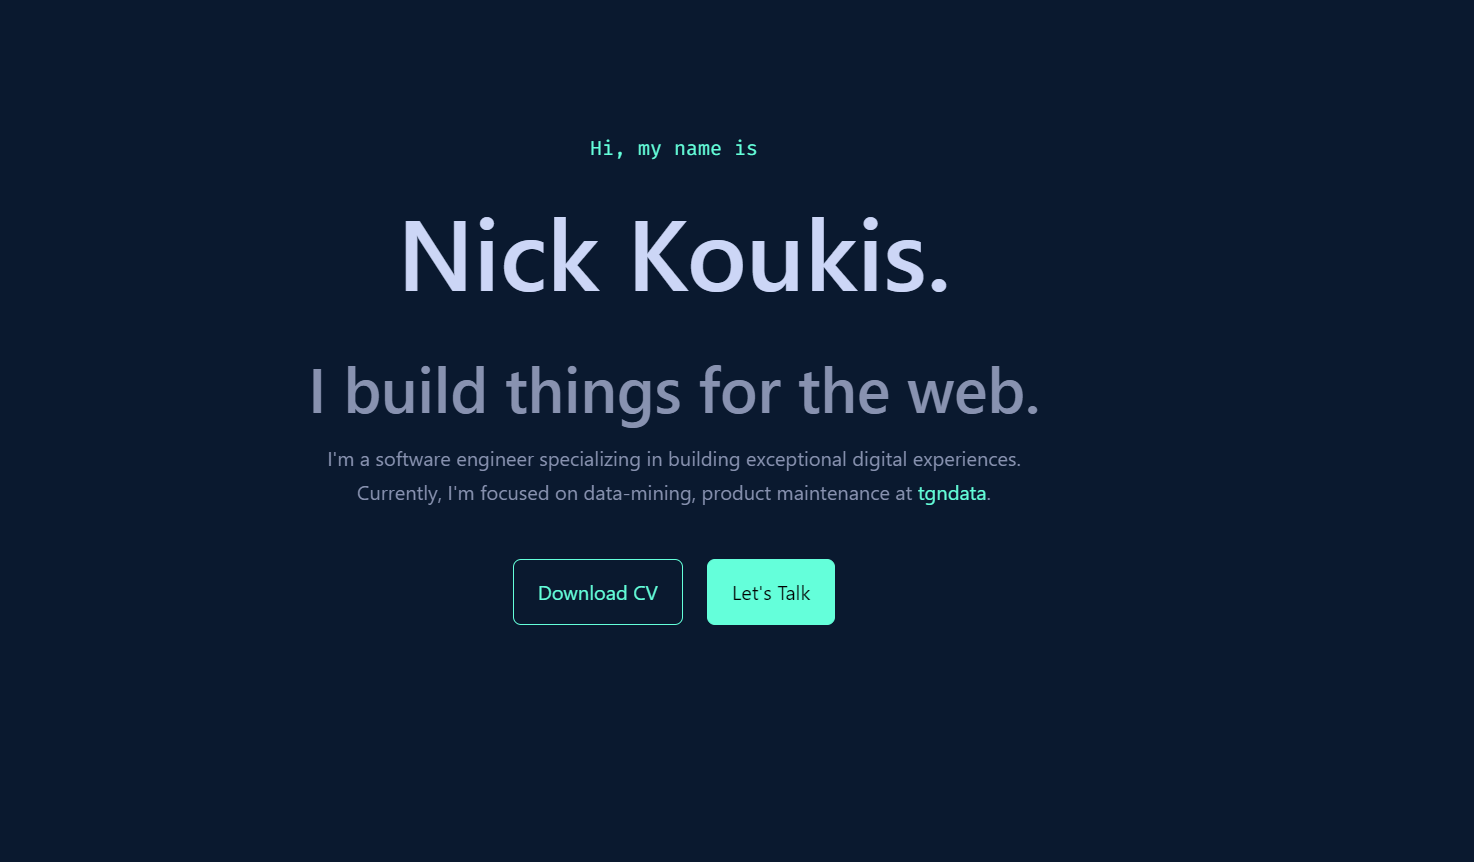 Hi, my name is
Nick Koukis.
I build things for the web.
I'm a software engineer specializing in building exceptional digital experiences.
Currently, I'm focused on data-mining, product maintenance at tgndata.
Download CV
Let's Talk